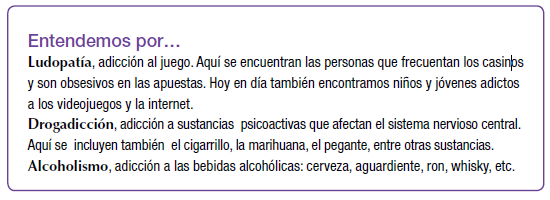 Entendemos por...
Ludopatía, adicción al juego. Aquí se encuentran las personas que frecuentan los casinos
y son obsesivos en las apuestas. Hoy en día también encontramos niños y jóvenes adictos
a los videojuegos y la internet.
Drogadicción, adicción a sustancias psicoactivas que afectan el sistema nervioso central.
Aquí se incluyen también el cigarrillo, la marihuana, el pegante, entre otras sustancias.
Alcoholismo, adicción a las bebidas alcohólicas: cerveza, aguardiente, ron, whisky, etc.